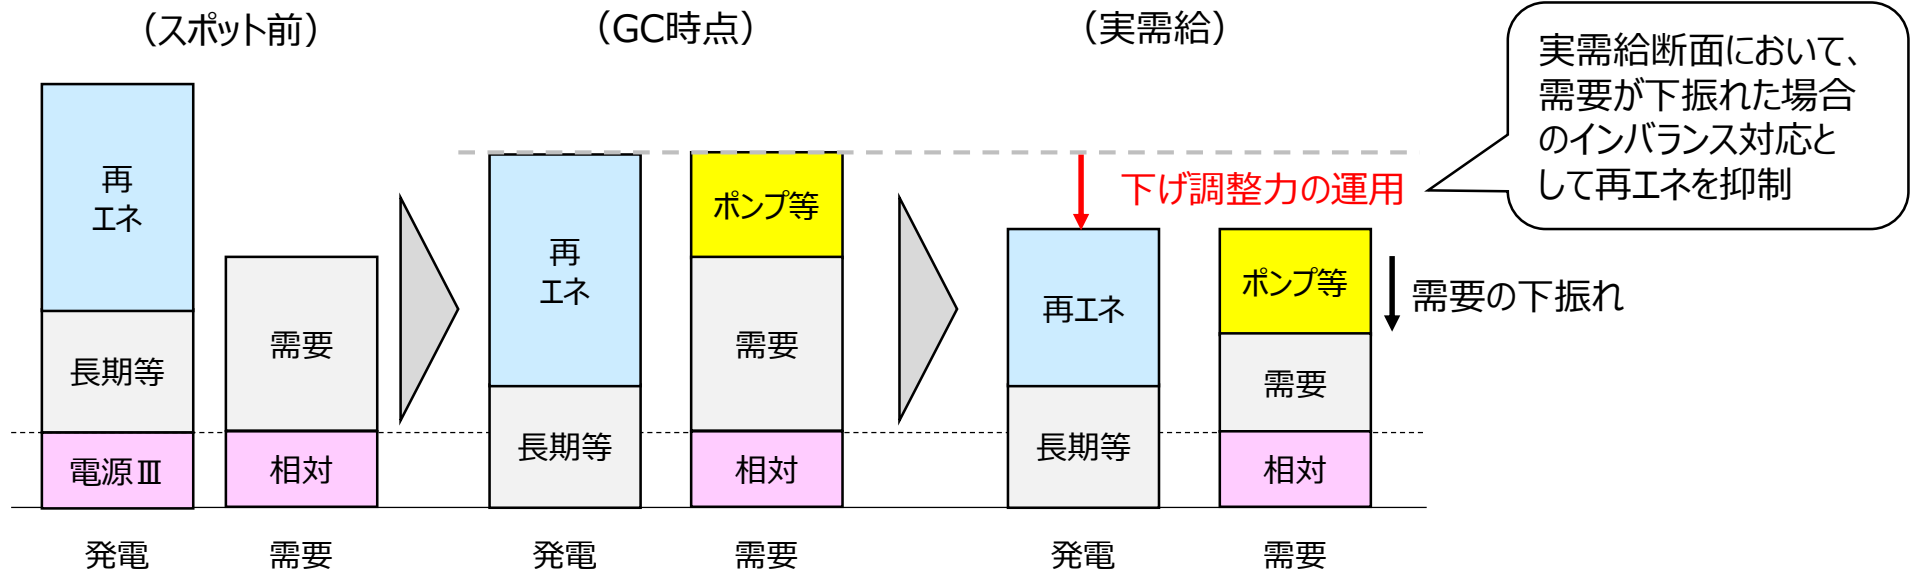 （スポット前）
（GC時点）
（実需給）
実需給断面において、
需要が下振れた場合
のインバランス対応と
して再エネを抑制
再
エネ
長期等
電源Ⅲ
需要
相対
再
エネ
長期等
ポンプ等
需要
相対
下げ調整力の運用
再エネ
長期等
ポンプ等
需要
相対
需要の下振れ
発電
需要
発電
需要
発電
需要